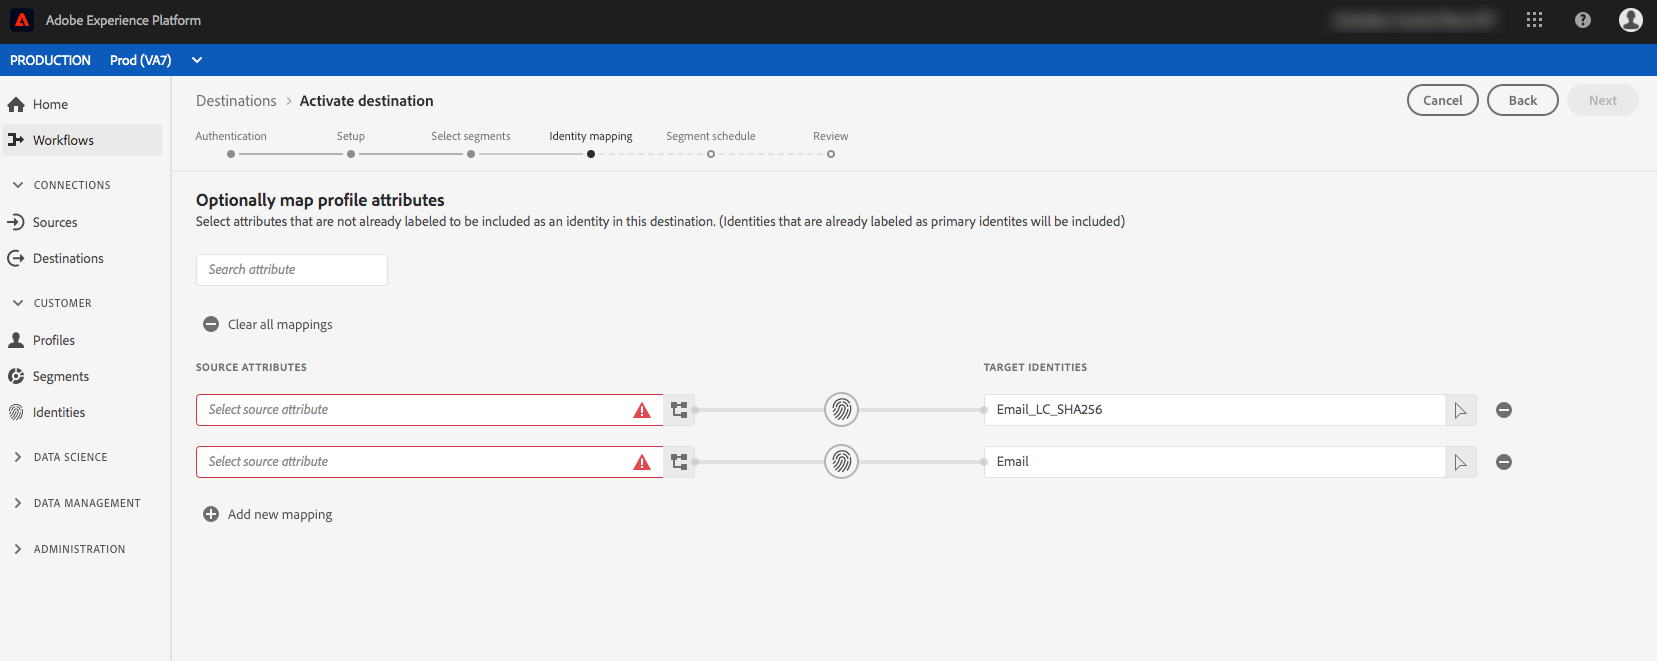 Adobe Experience Platform
PRODUCTION Prod (VA7)
Home
Workflows
CONNECTIONS
Sources
Destinations
CUSTOMER
Profiles
Segments
Identities
DATA SCIENCE
DATA MANAGEMENT
ADMINISTRATION
Destinations > Activate destination
Cancel Back Next
Authentication Setup Select segments Identity mapping Segment schedule Review
Optionally map profile attributes
Select attributes that are not already labeled to be included as an identity in this destination. (Identities that are already labeled as primary identites will be included)
Search attribute
Clear all mappings
SOURCE ATTRIBUTES TARGET IDENTITIES
Select source attribute Email_LC_SHA256
Select source attribute Email
Add new mapping